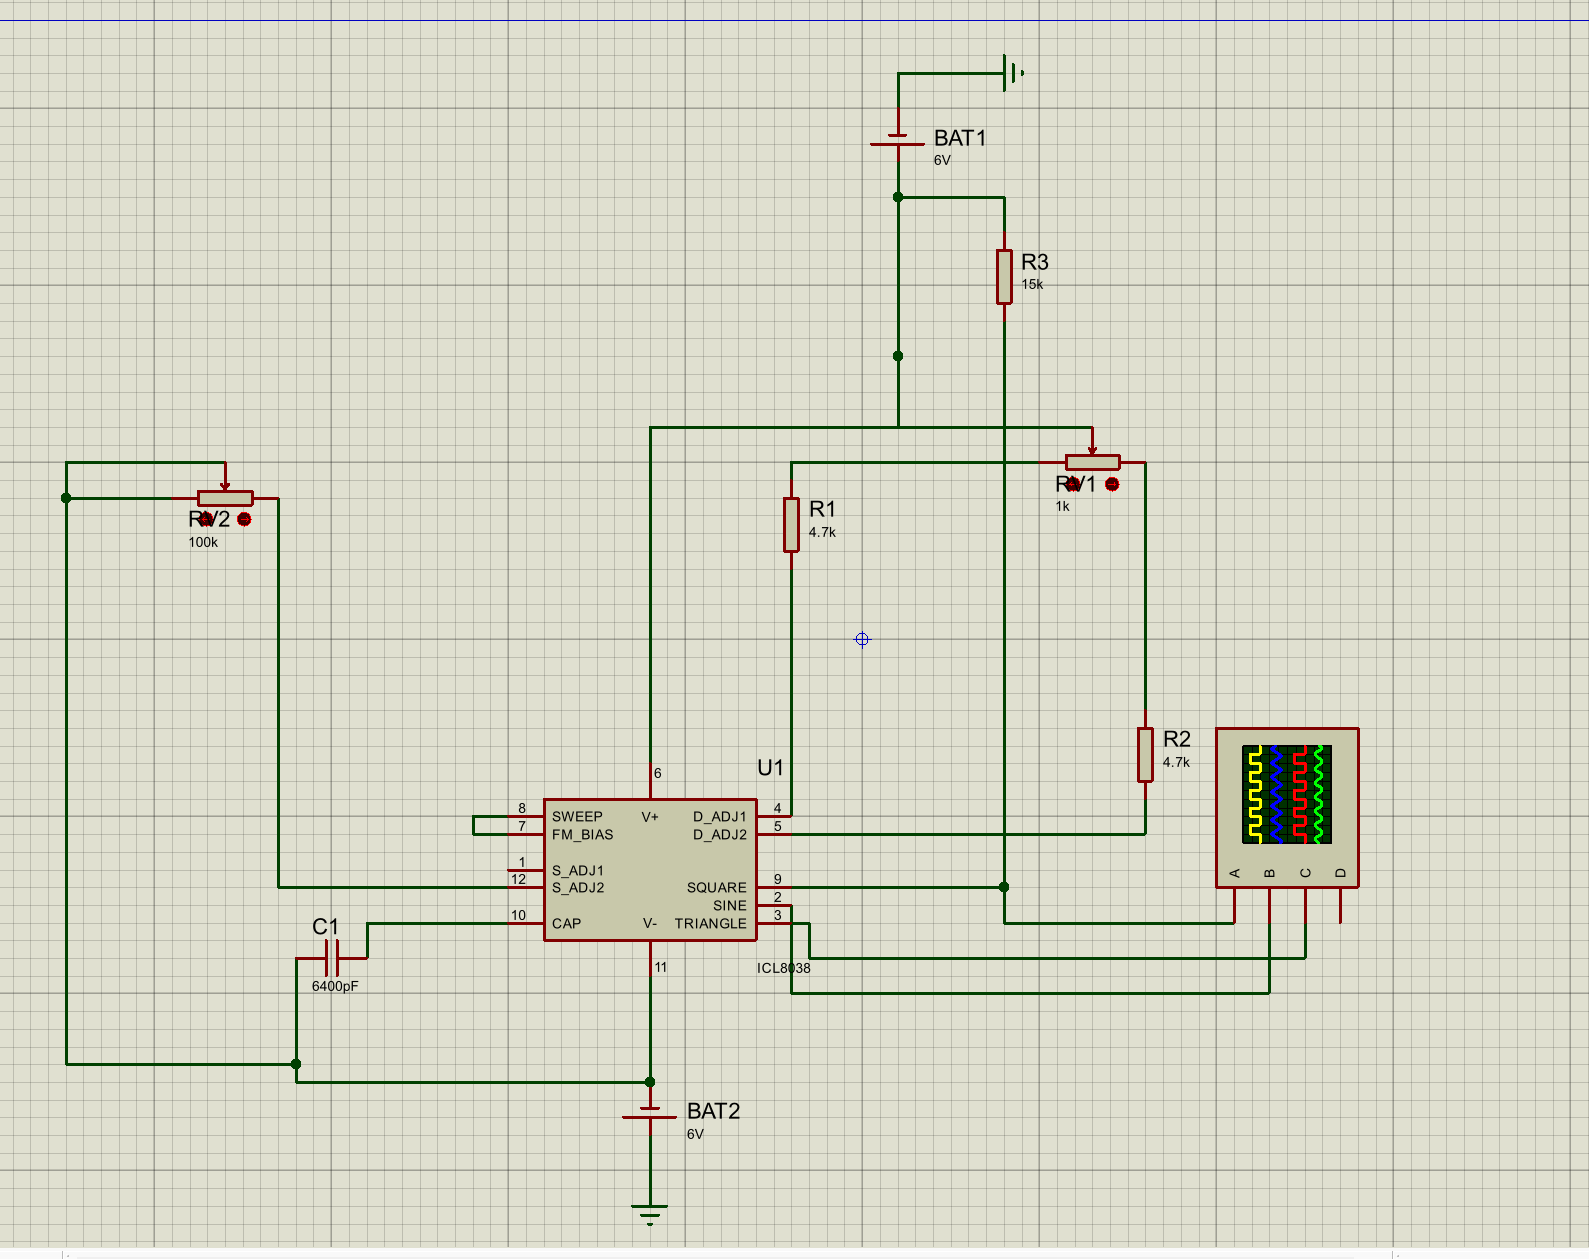 BAT1
6V
R3
15k
RV1
1k
R1
4.7k
RV2
100k
R2
4.7k
U1
6
8
SWEEP
V+
D_ADJ1
4
7
FM_BIAS
D_ADJ2
5
1
S_ADJ1
12
S_ADJ2
SQUARE
9
SINE
2
10
CAP
V-
TRIANGLE
3
A
B
C
D
C1
6400pF
11
ICL8038
BAT2
6V